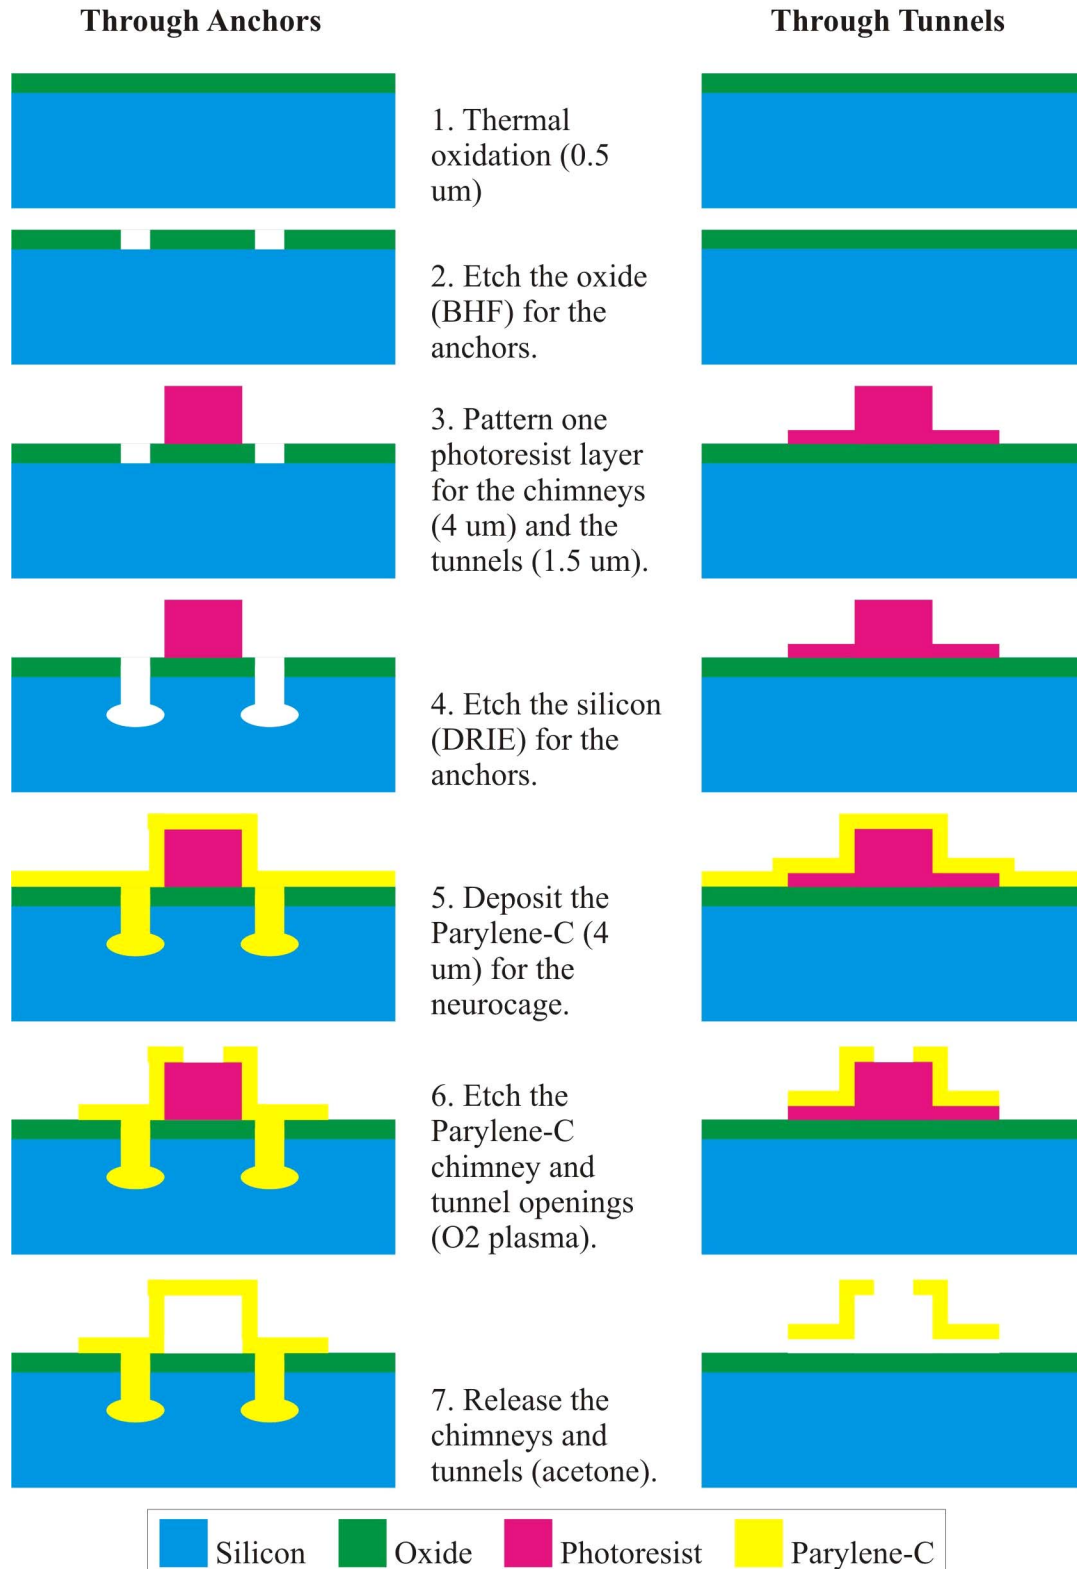 Through Anchors
Through Tunnels
1. Thermal
oxidation (0.5
um)
2. Etch the oxide
(BHF) for the
anchors.
3. Pattern one
photoresist layer
for the chimneys
(4 um) and the
tunnels (1.5 um).
4. Etch the silicon
(DRIE) for the
anchors.
5. Deposit the
Parylene-C (4
um) for the
neurocage.
6. Etch the
Parylene-C
chimney and
tunnel openings
(O2 plasma).
7. Release the
chimneys and
tunnels (acetone).
Silicon
Oxide
Photoresist
Parylene-C